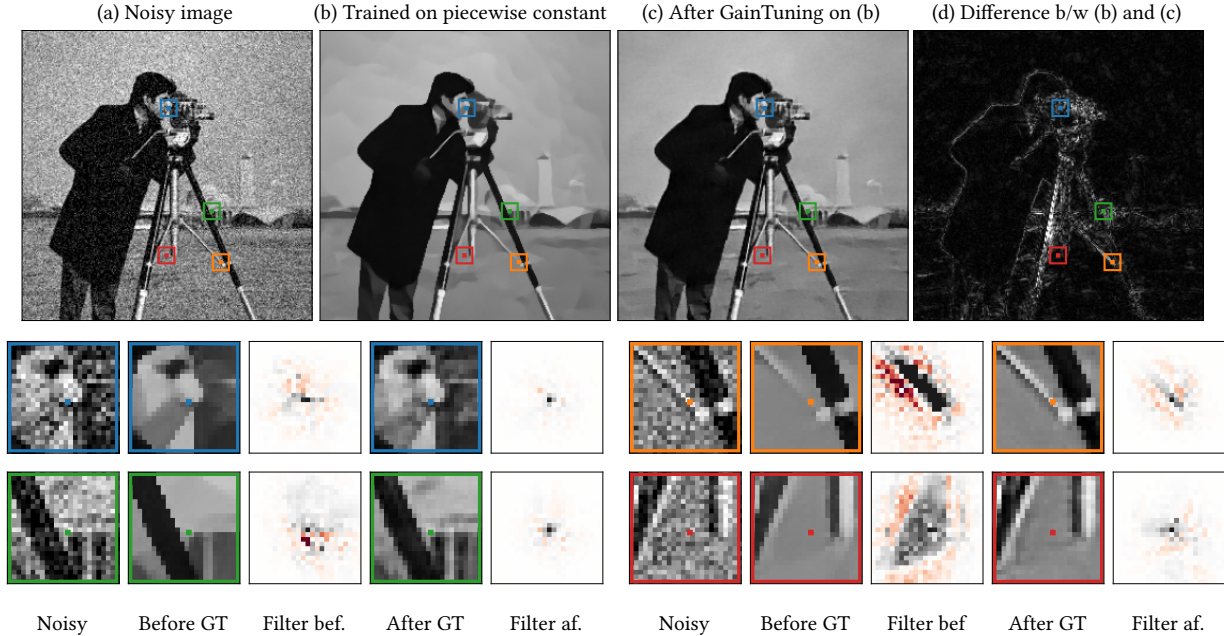 (a) Noisy image
(b) Trained on piecewise constant
(c) After GainTuning on (b)
(d) Difference b/w (b) and (c)
Noisy
Before GT
Filter bef.
After GT
Filter af.
Noisy
Before GT
Filter bef
After GT
Filter af.